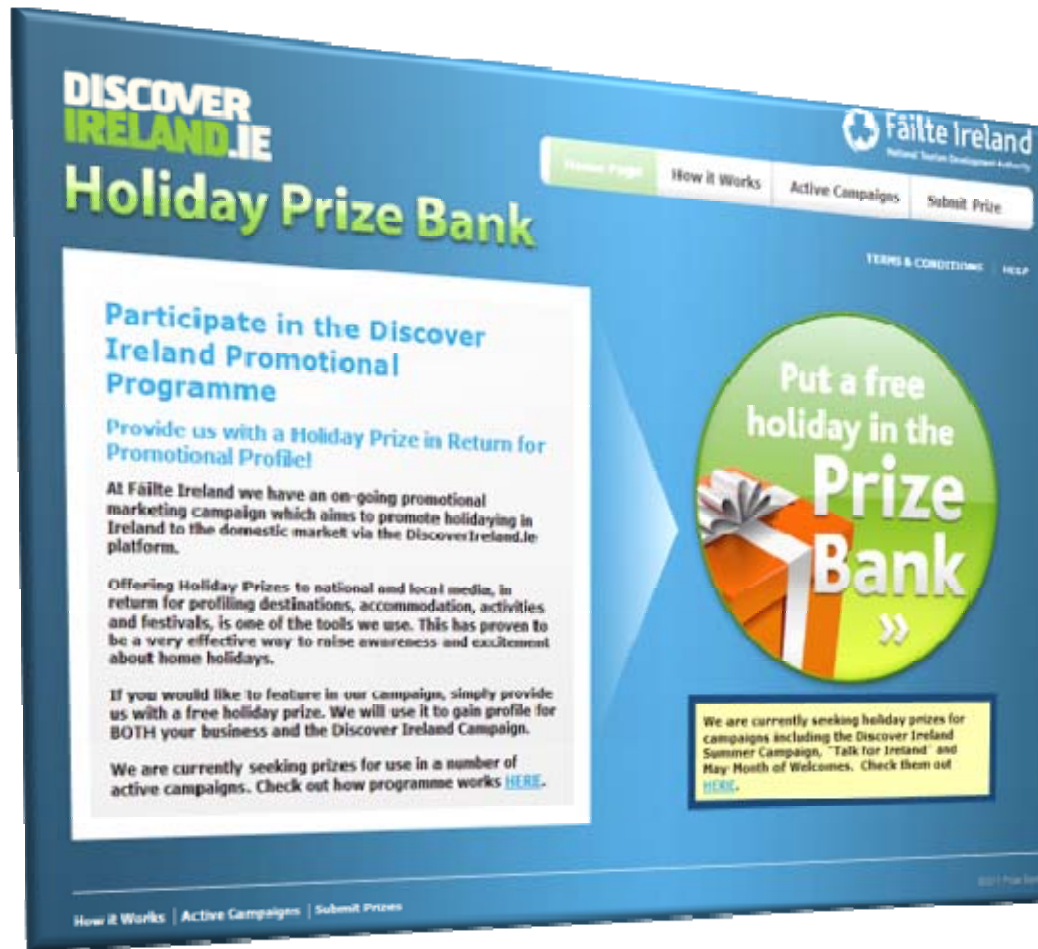 DISCOVER
IRELAND.IE
Fáilte Ireland
National Tourism Development Authority
Holiday Prize Bank
Home Page
How it Works
Active Campaigns
Submit Prize
TERMS & CONDITIONS | HELP
Participate in the Discover
Ireland Promotional
Programme
Provide us with a Holiday Prize in Return for
Promotional Profile!
At Fáilte Ireland we have an on-going promotional
marketing campaign which aims to promote holidaying in
Ireland to the domestic market via the DiscoverIreland.ie
platform.
Offering Holiday Prizes to national and local media, in
return for profiling destinations, accommodation, activities
and festivals, is one of the tools we use. This has proven to
be a very effective way to raise awareness and excitement
about home holidays.
If you would like to feature in our campaign, simply provide
us with a free holiday prize. We will use it to gain profile for
BOTH your business and the Discover Ireland Campaign.
We are currently seeking prizes for use in a number of
active campaigns. Check out how programme works HERE.
Put a free
holiday in the
Prize
Bank
»
We are currently seeking holiday prizes for
campaigns including the Discover Ireland
Summer Campaign, "Talk for Ireland" and
May Month of Welcomes. Check them out
HERE.
How it Works | Active Campaigns | Submit Prizes